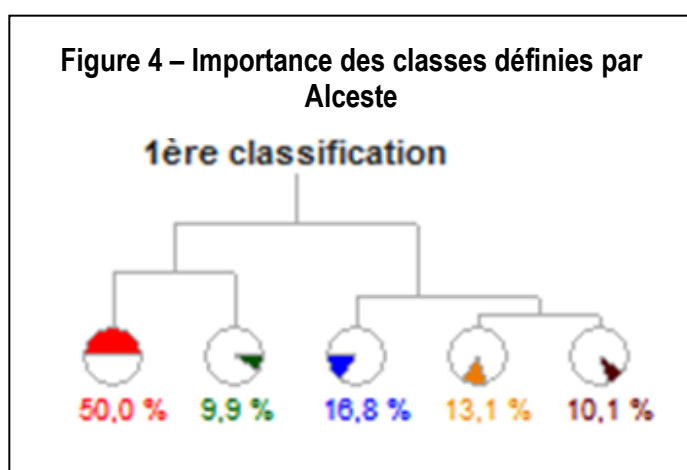 Figure 4 – Importance des classes définies par
Alceste
1ère classification
50,0 % 9,9 % 16,8 % 13,1 % 10,1 %